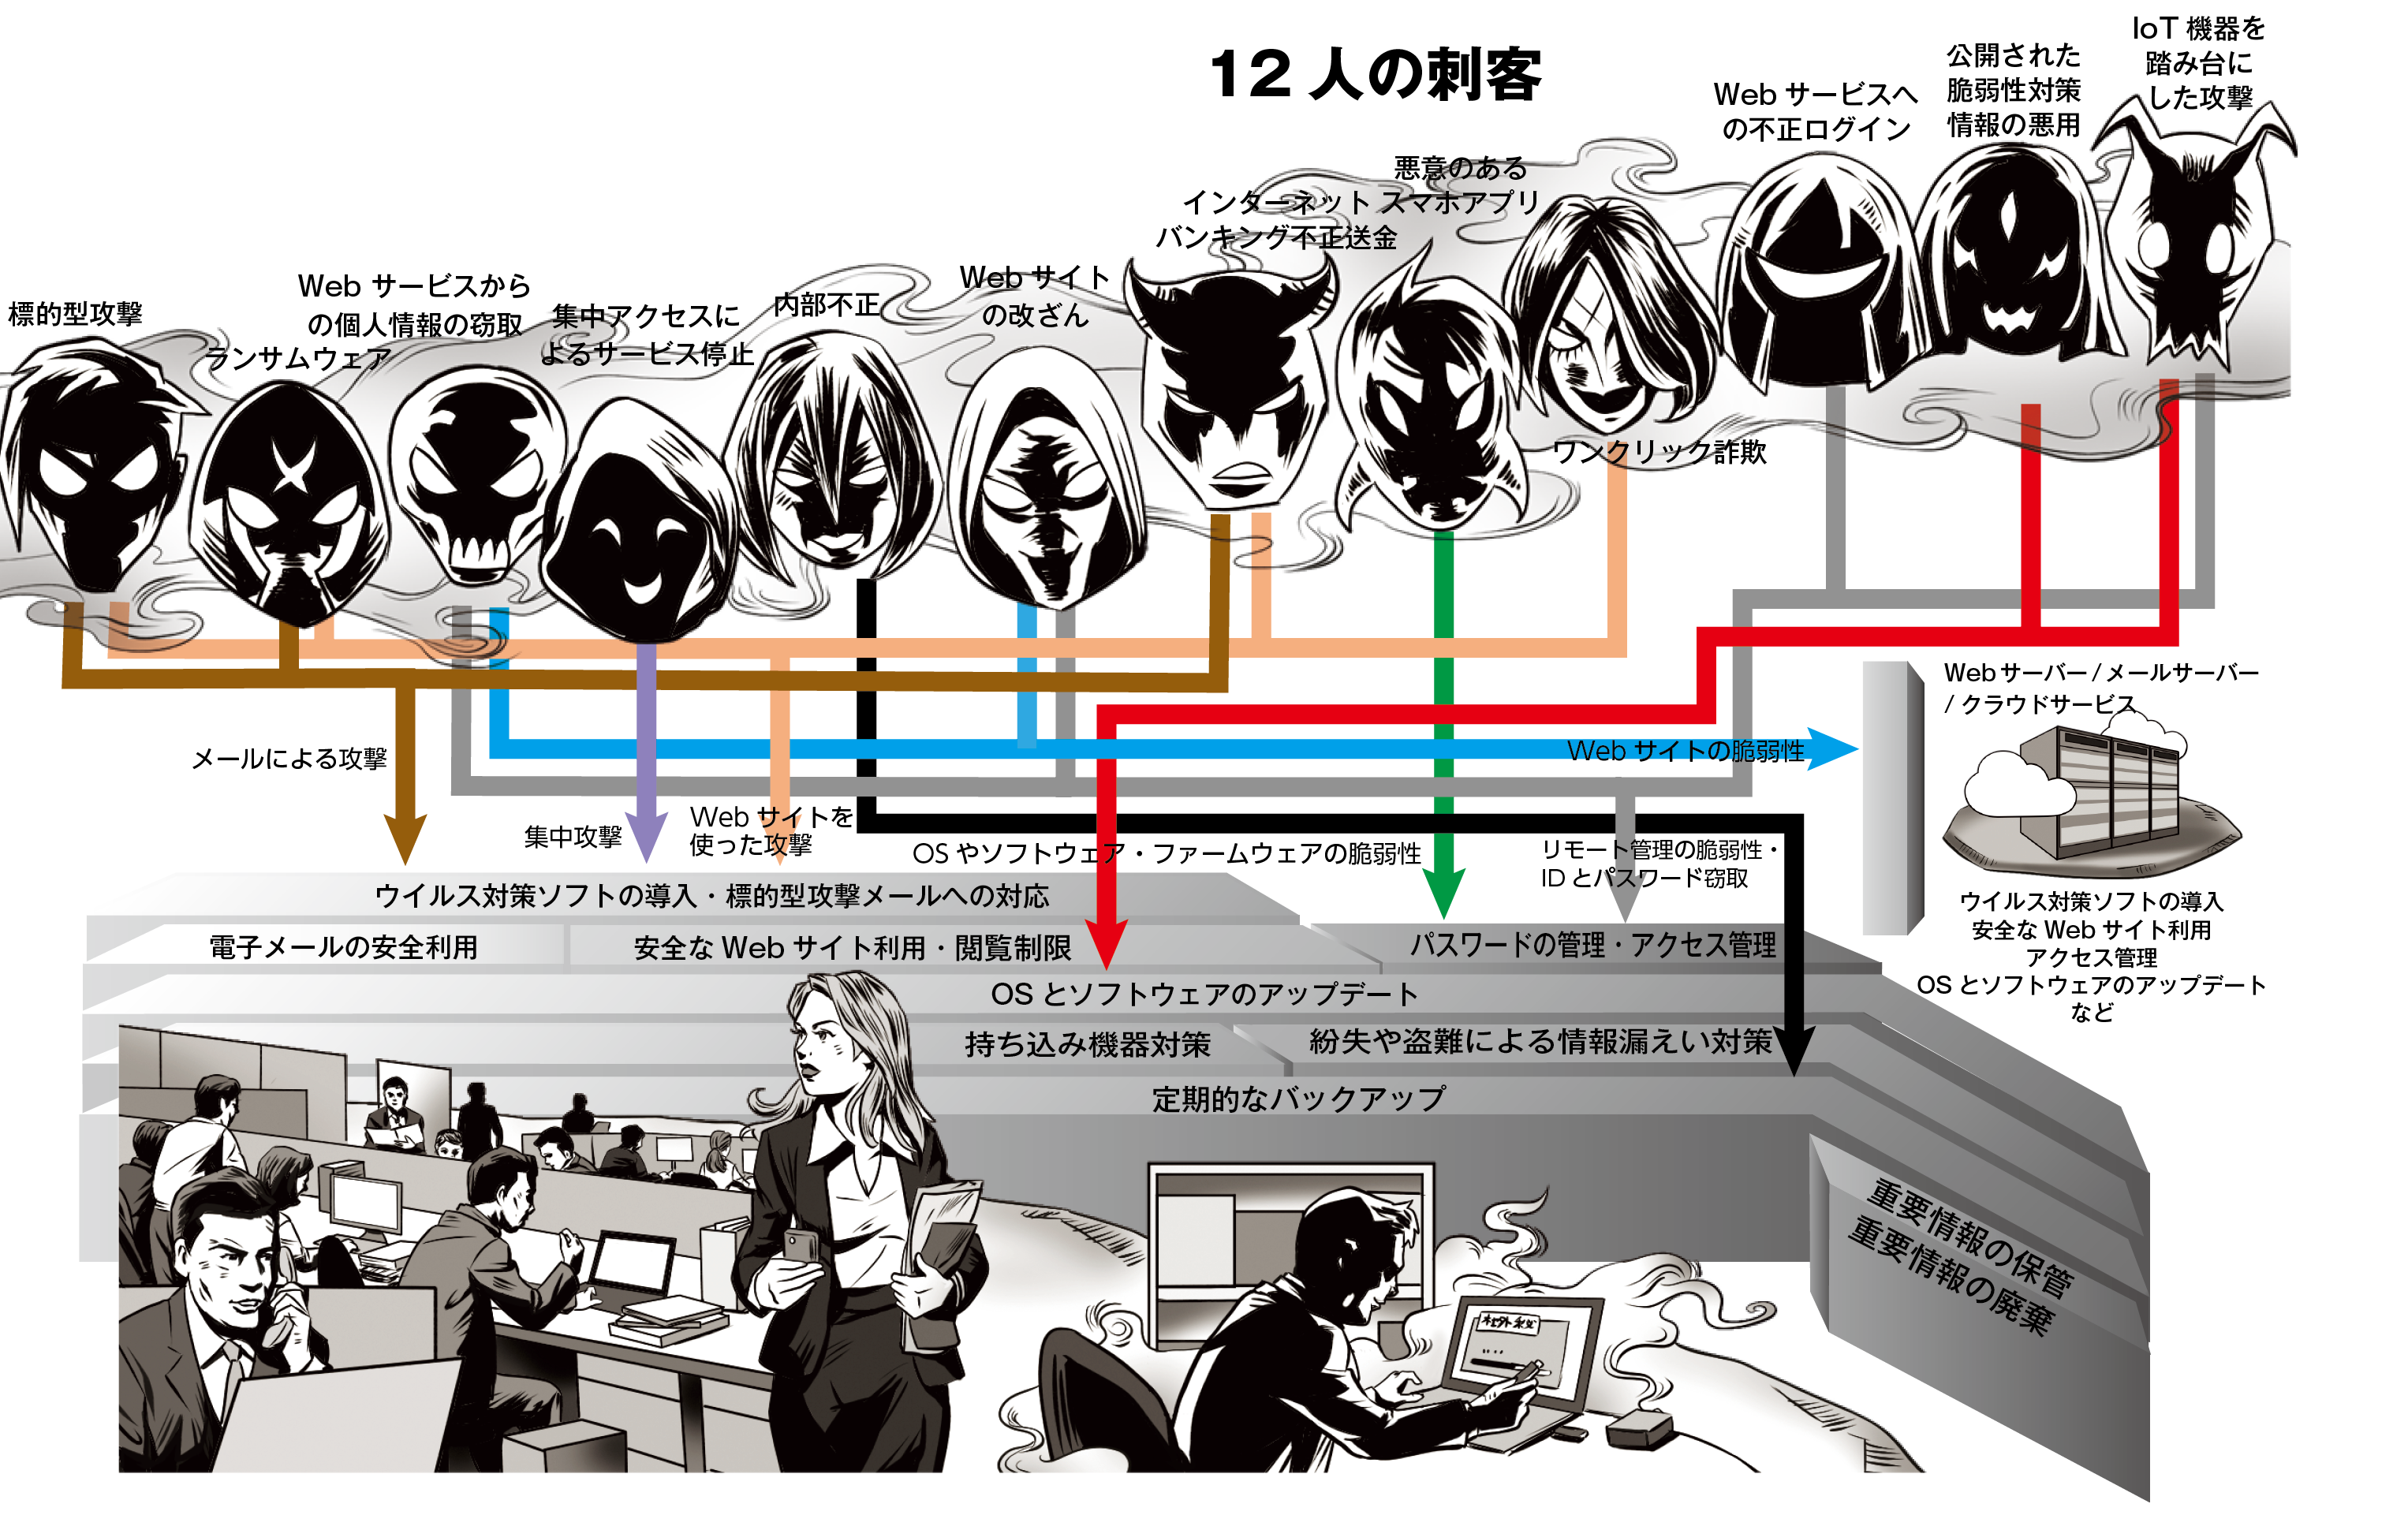 12 人の刺客
標的型攻撃
ランサムウェア
Web サービスから
の個人情報の窃取
集中アクセスに
よるサービス停止
内部不正
Web サイト
の改ざん
インターネット
バンキング不正送金
悪意のある
スマホアプリ
ワンクリック詐欺
Web サービスへ
の不正ログイン
公開された
脆弱性対策
情報の悪用
IoT 機器を
踏み台に
した攻撃
メールによる攻撃
集中攻撃
Web サイトを
使った攻撃
OS やソフトウェア・ファームウェアの脆弱性
Web サイトの脆弱性
リモート管理の脆弱性・
ID とパスワード窃取
Web サーバー / メールサーバー
/ クラウドサービス
ウイルス対策ソフトの導入
安全な Web サイト利用
アクセス管理
OS とソフトウェアのアップデート
など
ウイルス対策ソフトの導入・標的型攻撃メールへの対応
電子メールの安全利用
安全な Web サイト利用・閲覧制限
パスワードの管理・アクセス管理
OS とソフトウェアのアップデート
持ち込み機器対策
紛失や盗難による情報漏えい対策
定期的なバックアップ
重要情報の保管
重要情報の廃棄
社外秘